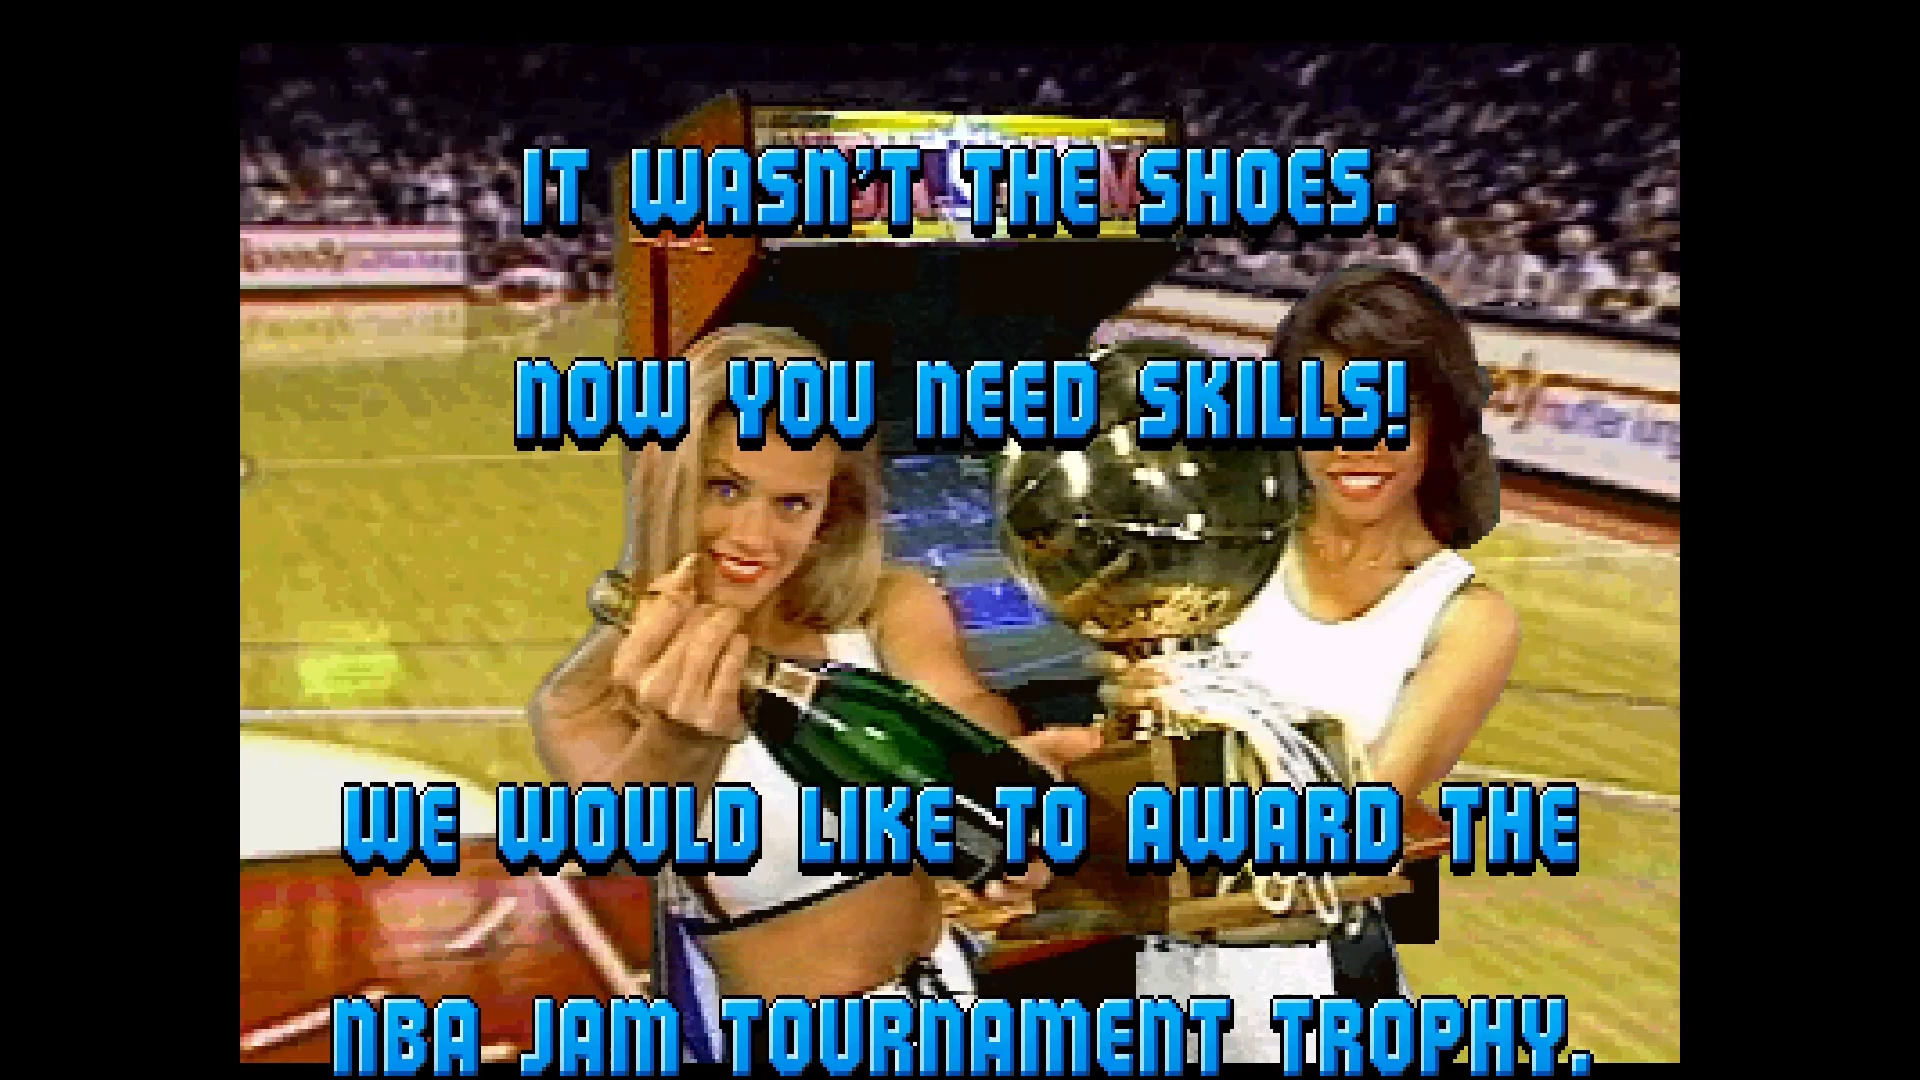 IT WASN'T THE SHOES.
NOW YOU NEED SKILLS!
WE WOULD LIKE TO AWARD THE
NBA JAM TOURNAMENT TROPHY.